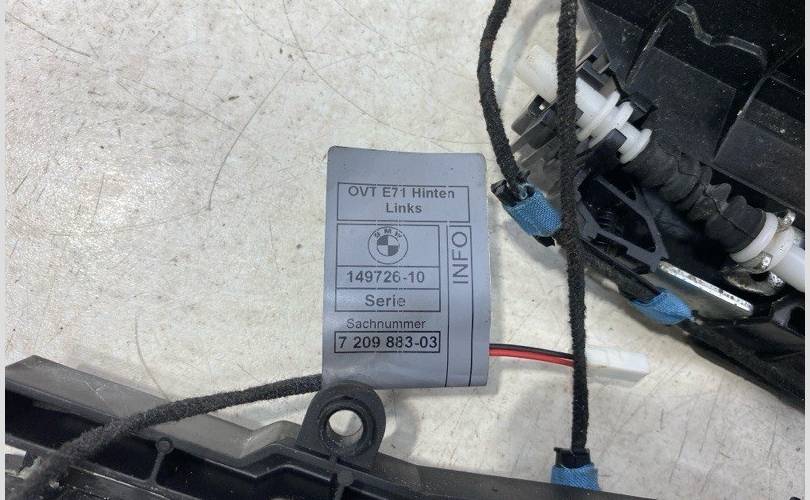 OVT E71 Hinten
Links
BMW
149726-10
Serie
Sachnummer
7 209 883-03
INFO